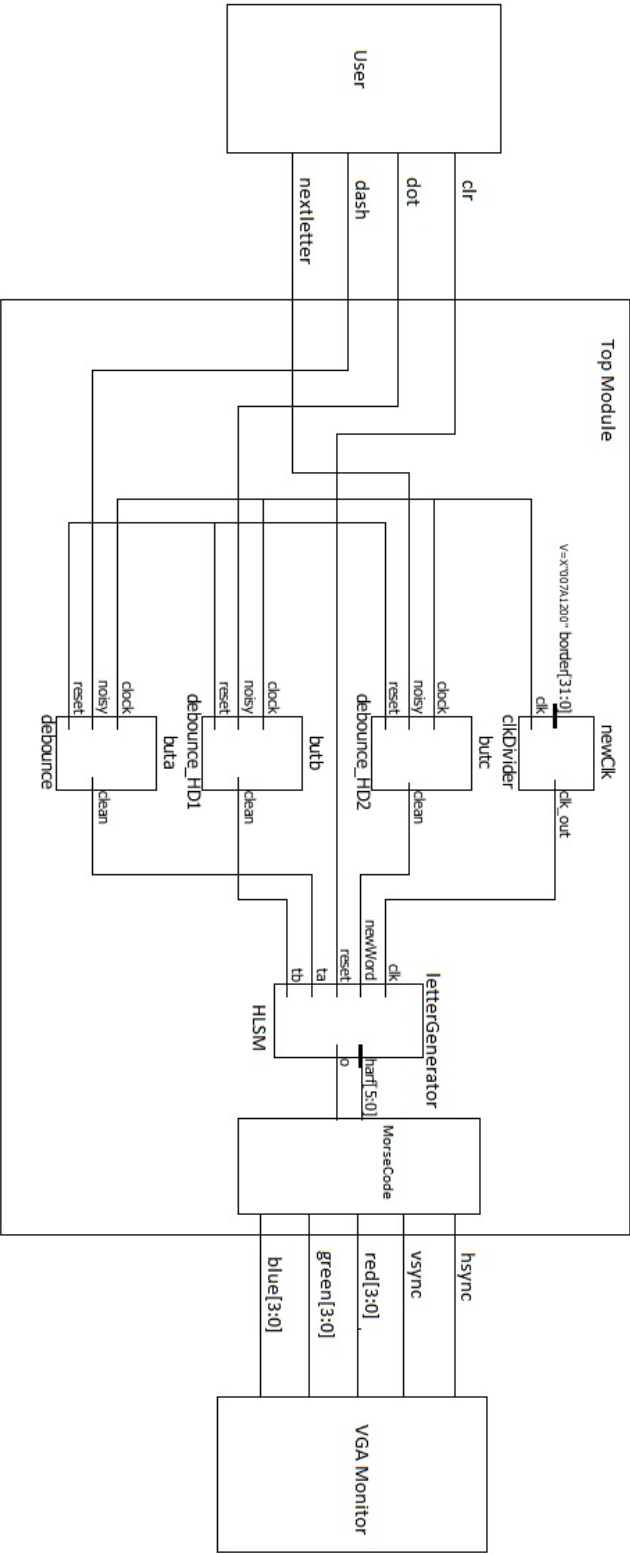 User
clr
dot
dash
nextletter
Top Module
V=X"007A1200" border[31:0]
clk
newClk
clkDivider
clk_out
clock
noisy
reset
butc
debounce_HD2
clean
clock
noisy
reset
butb
debounce_HD1
clean
clock
noisy
reset
buta
debounce
clean
clk
newWord
reset
ta
tb
letterGenerator
HLSM
harf[5:0]
o
MorseCode
hsync
vsync
red[3:0]
green[3:0]
blue[3:0]
VGA Monitor